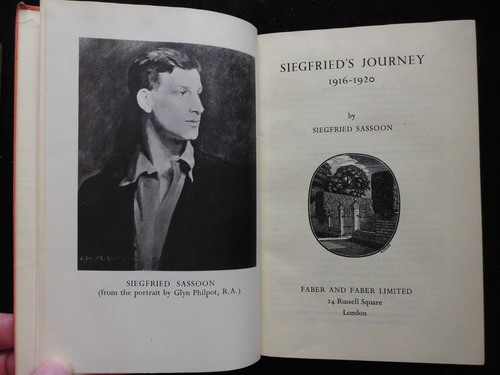 SIEGFRIED SASSOON
(from the portrait by Glyn Philpot, R.A.)
SIEGFRIED'S JOURNEY
1916-1920
by
SIEGFRIED SASSOON
FABER AND FABER LIMITED
24 Russell Square
London